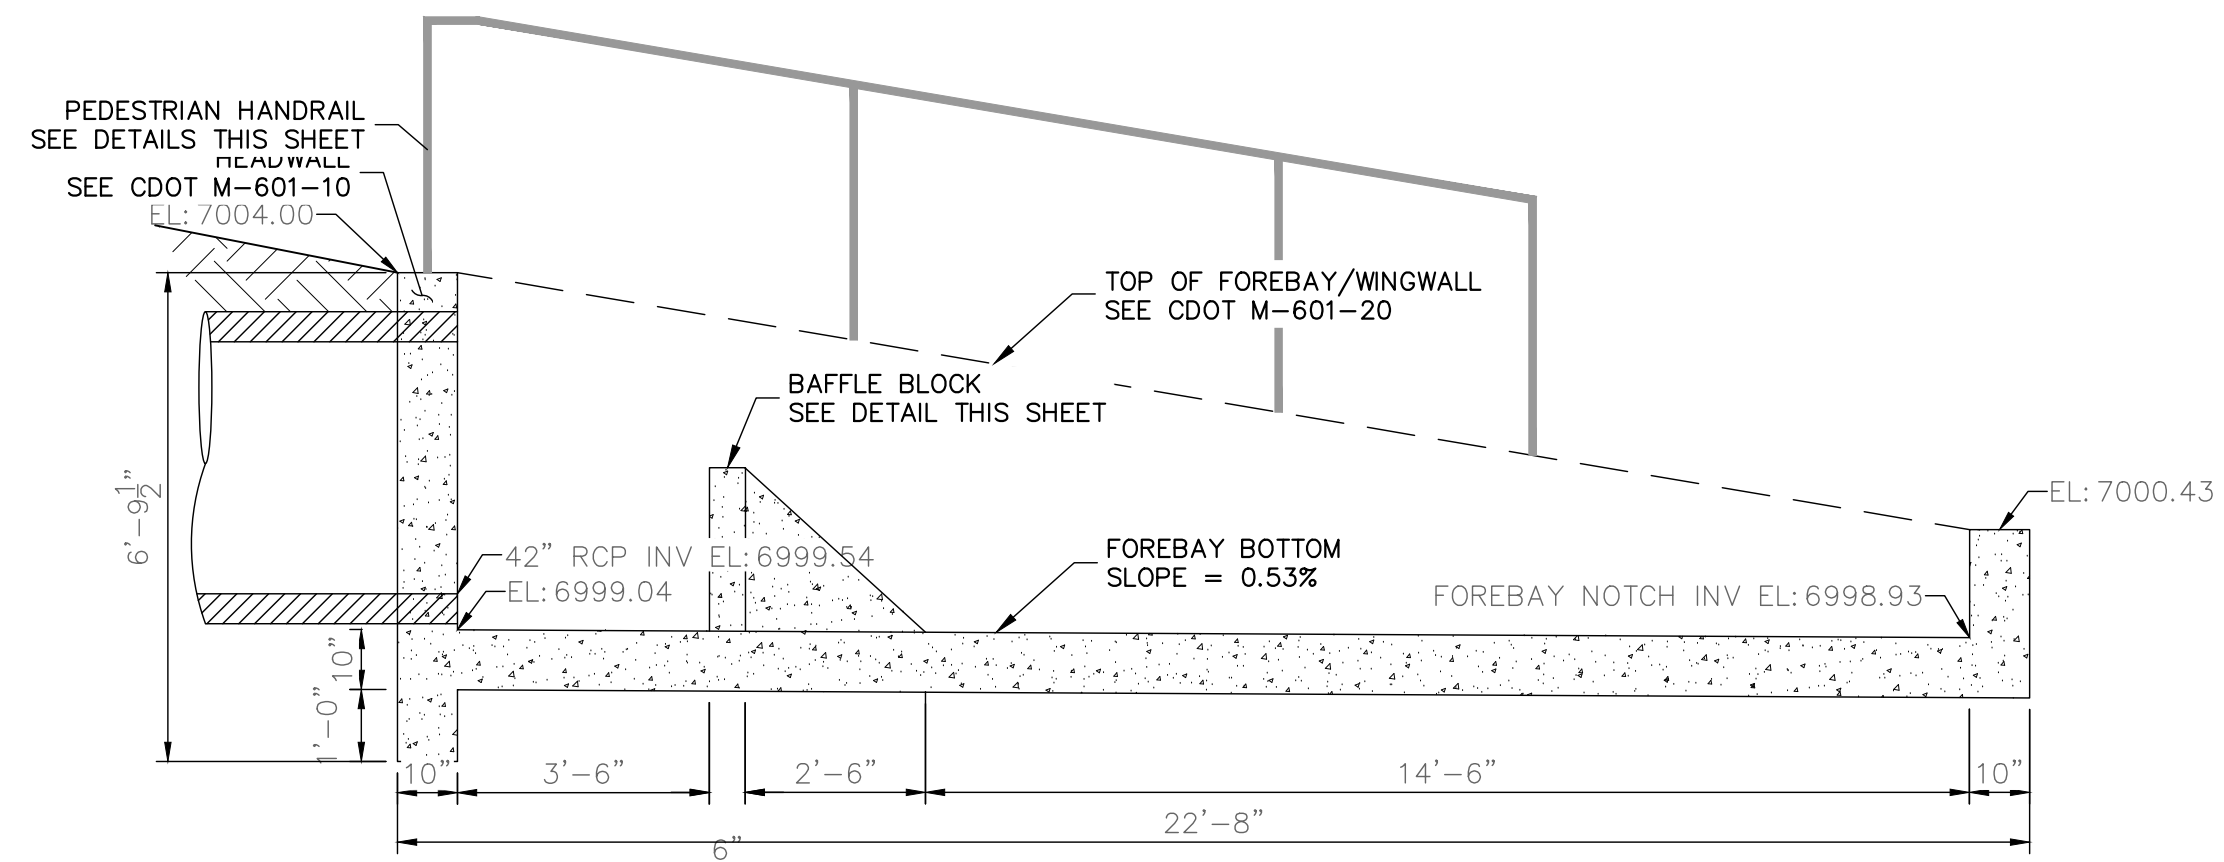 PEDESTRIAN HANDRAIL
SEE DETAILS THIS SHEET
HEADWALL
SEE CDOT M-601-10
EL: 7004.00
TOP OF FOREBAY/WINGWALL
SEE CDOT M-601-20
BAFFLE BLOCK
SEE DETAIL THIS SHEET
6'-9 1/2"
EL: 7000.43
42" RCP INV EL: 6999.54
EL: 6999.04
FOREBAY BOTTOM
SLOPE = 0.53%
FOREBAY NOTCH INV EL: 6998.93
10"
1'-0"
10"
3'-6"
2'-6"
14'-6"
10"
22'-8"
6"